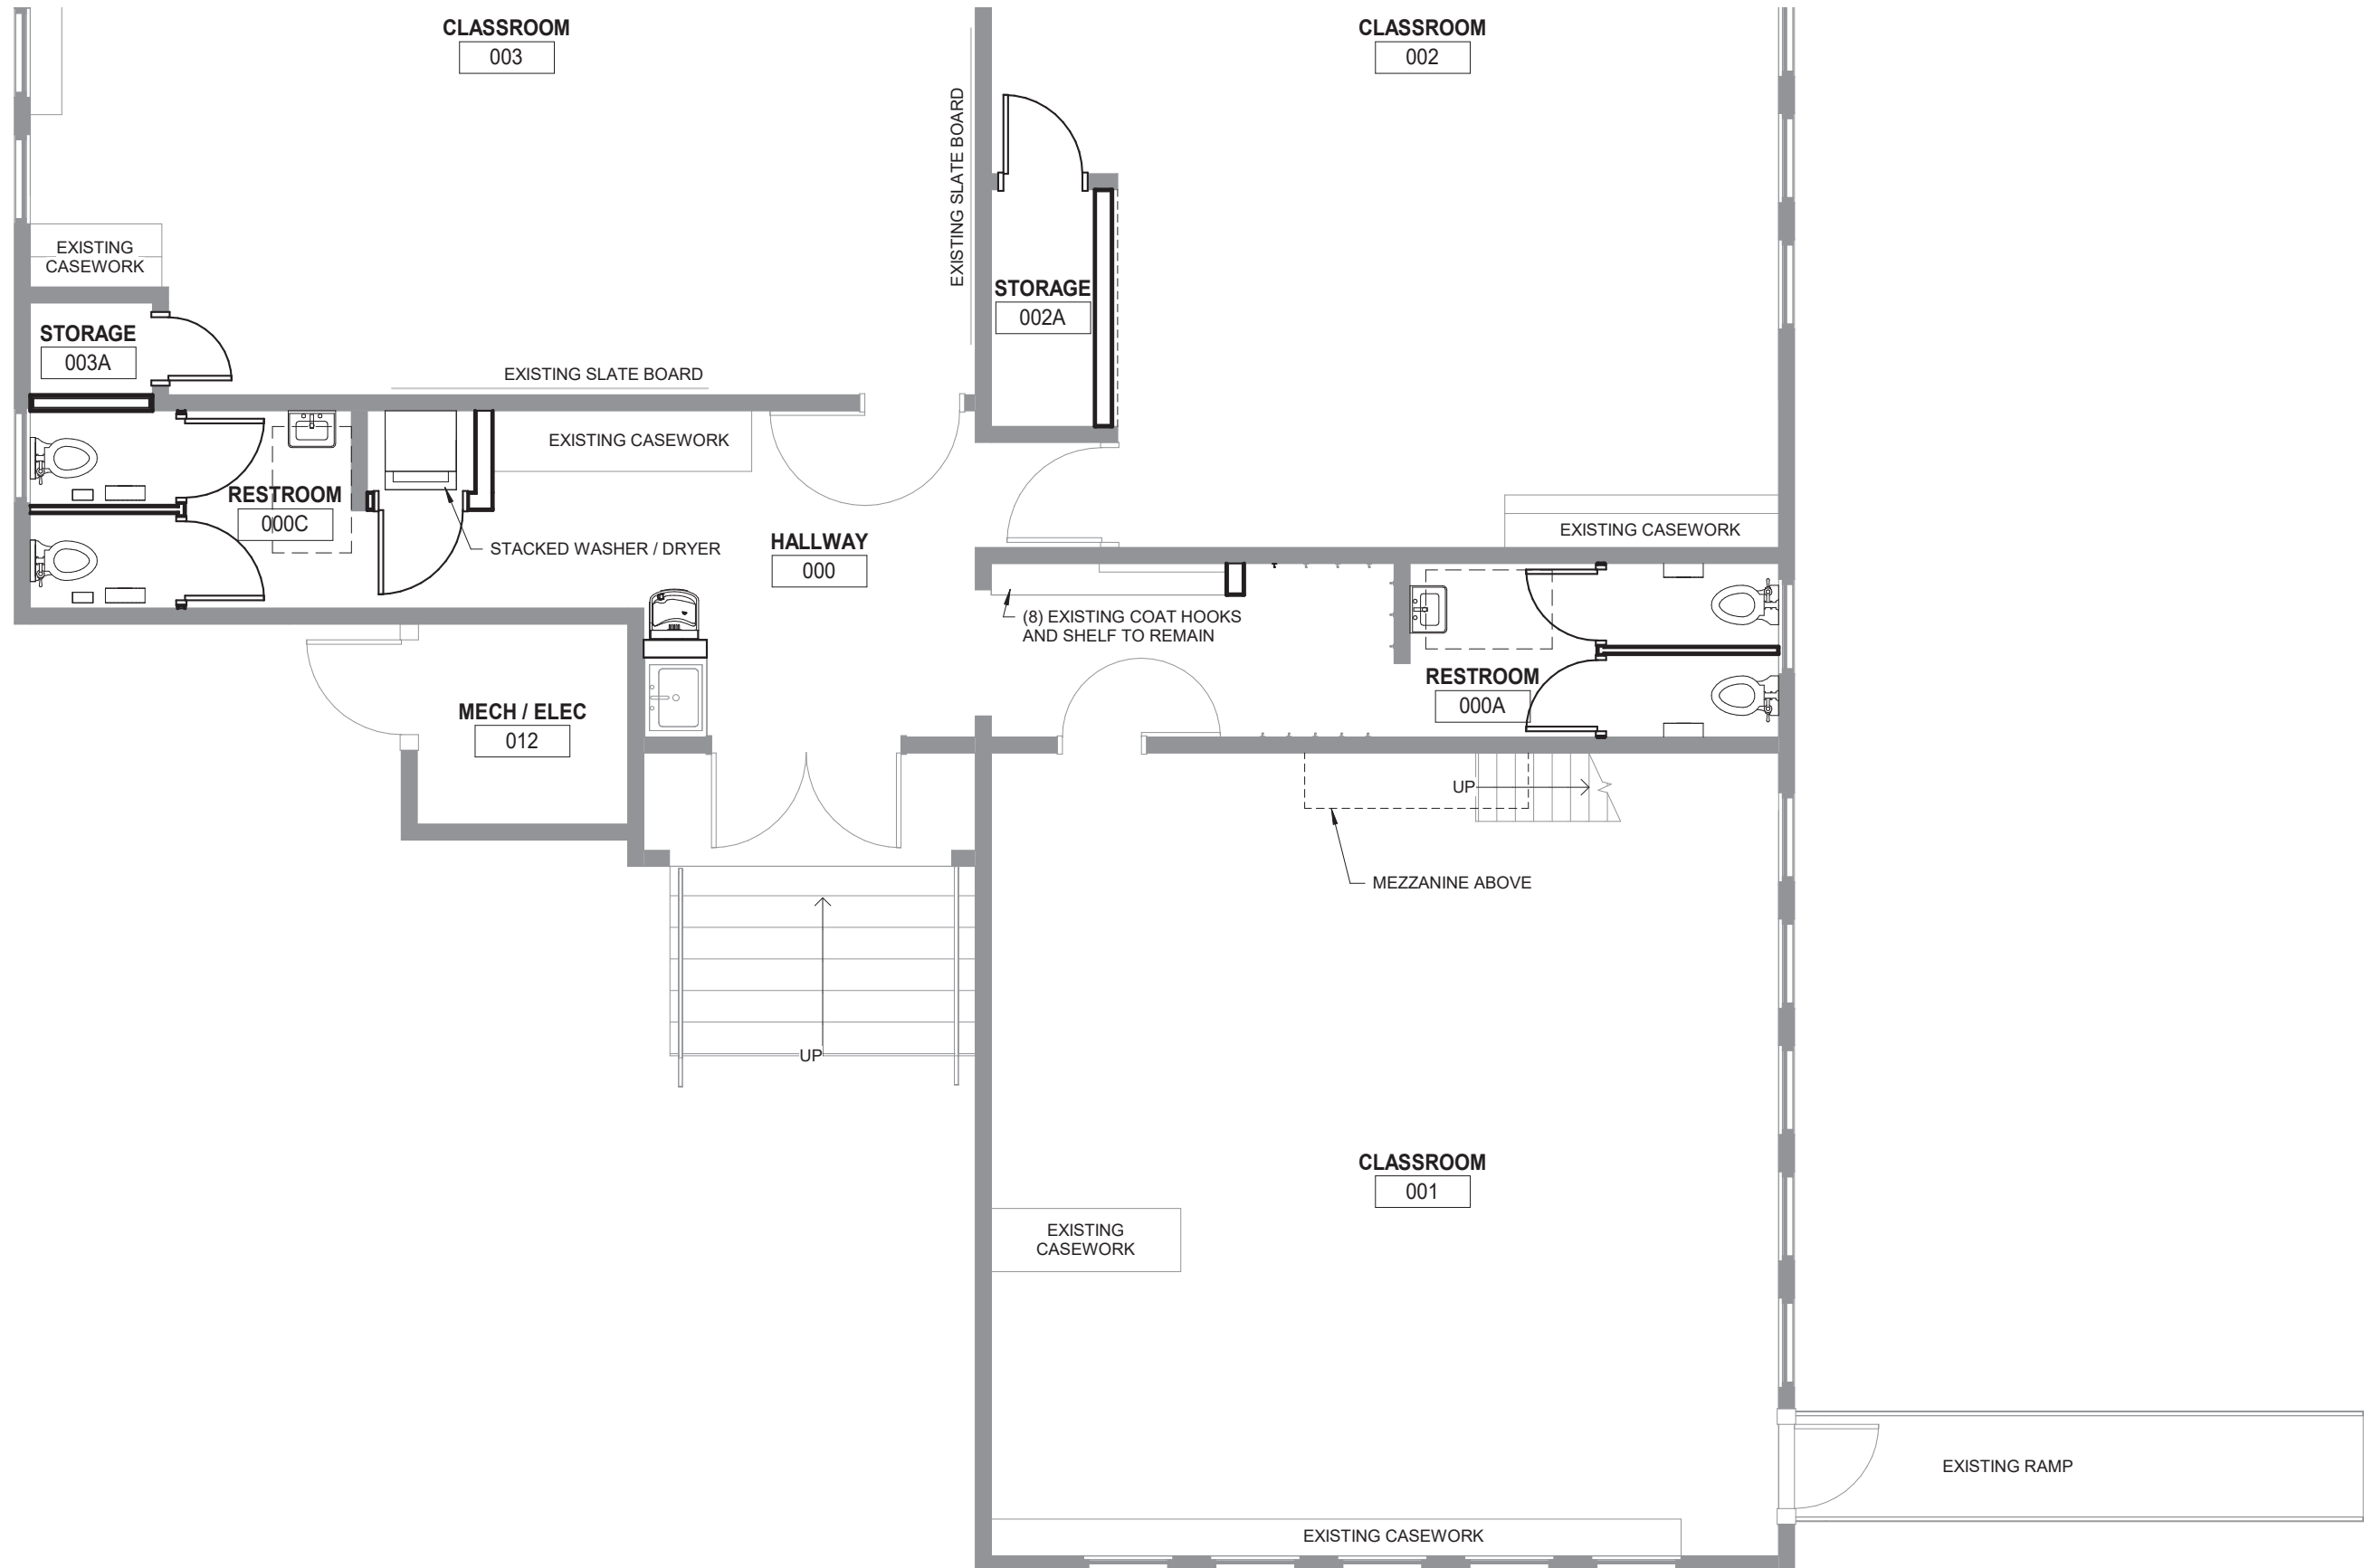 CLASSROOM
003
CLASSROOM
002
EXISTING SLATE BOARD
EXISTING
CASEWORK
STORAGE
002A
STORAGE
003A
EXISTING SLATE BOARD
EXISTING CASEWORK
RESTROOM
000C
STACKED WASHER / DRYER
HALLWAY
000
EXISTING CASEWORK
(8) EXISTING COAT HOOKS
AND SHELF TO REMAIN
RESTROOM
000A
MECH / ELEC
012
UP
MEZZANINE ABOVE
UP
CLASSROOM
001
EXISTING
CASEWORK
EXISTING RAMP
EXISTING CASEWORK